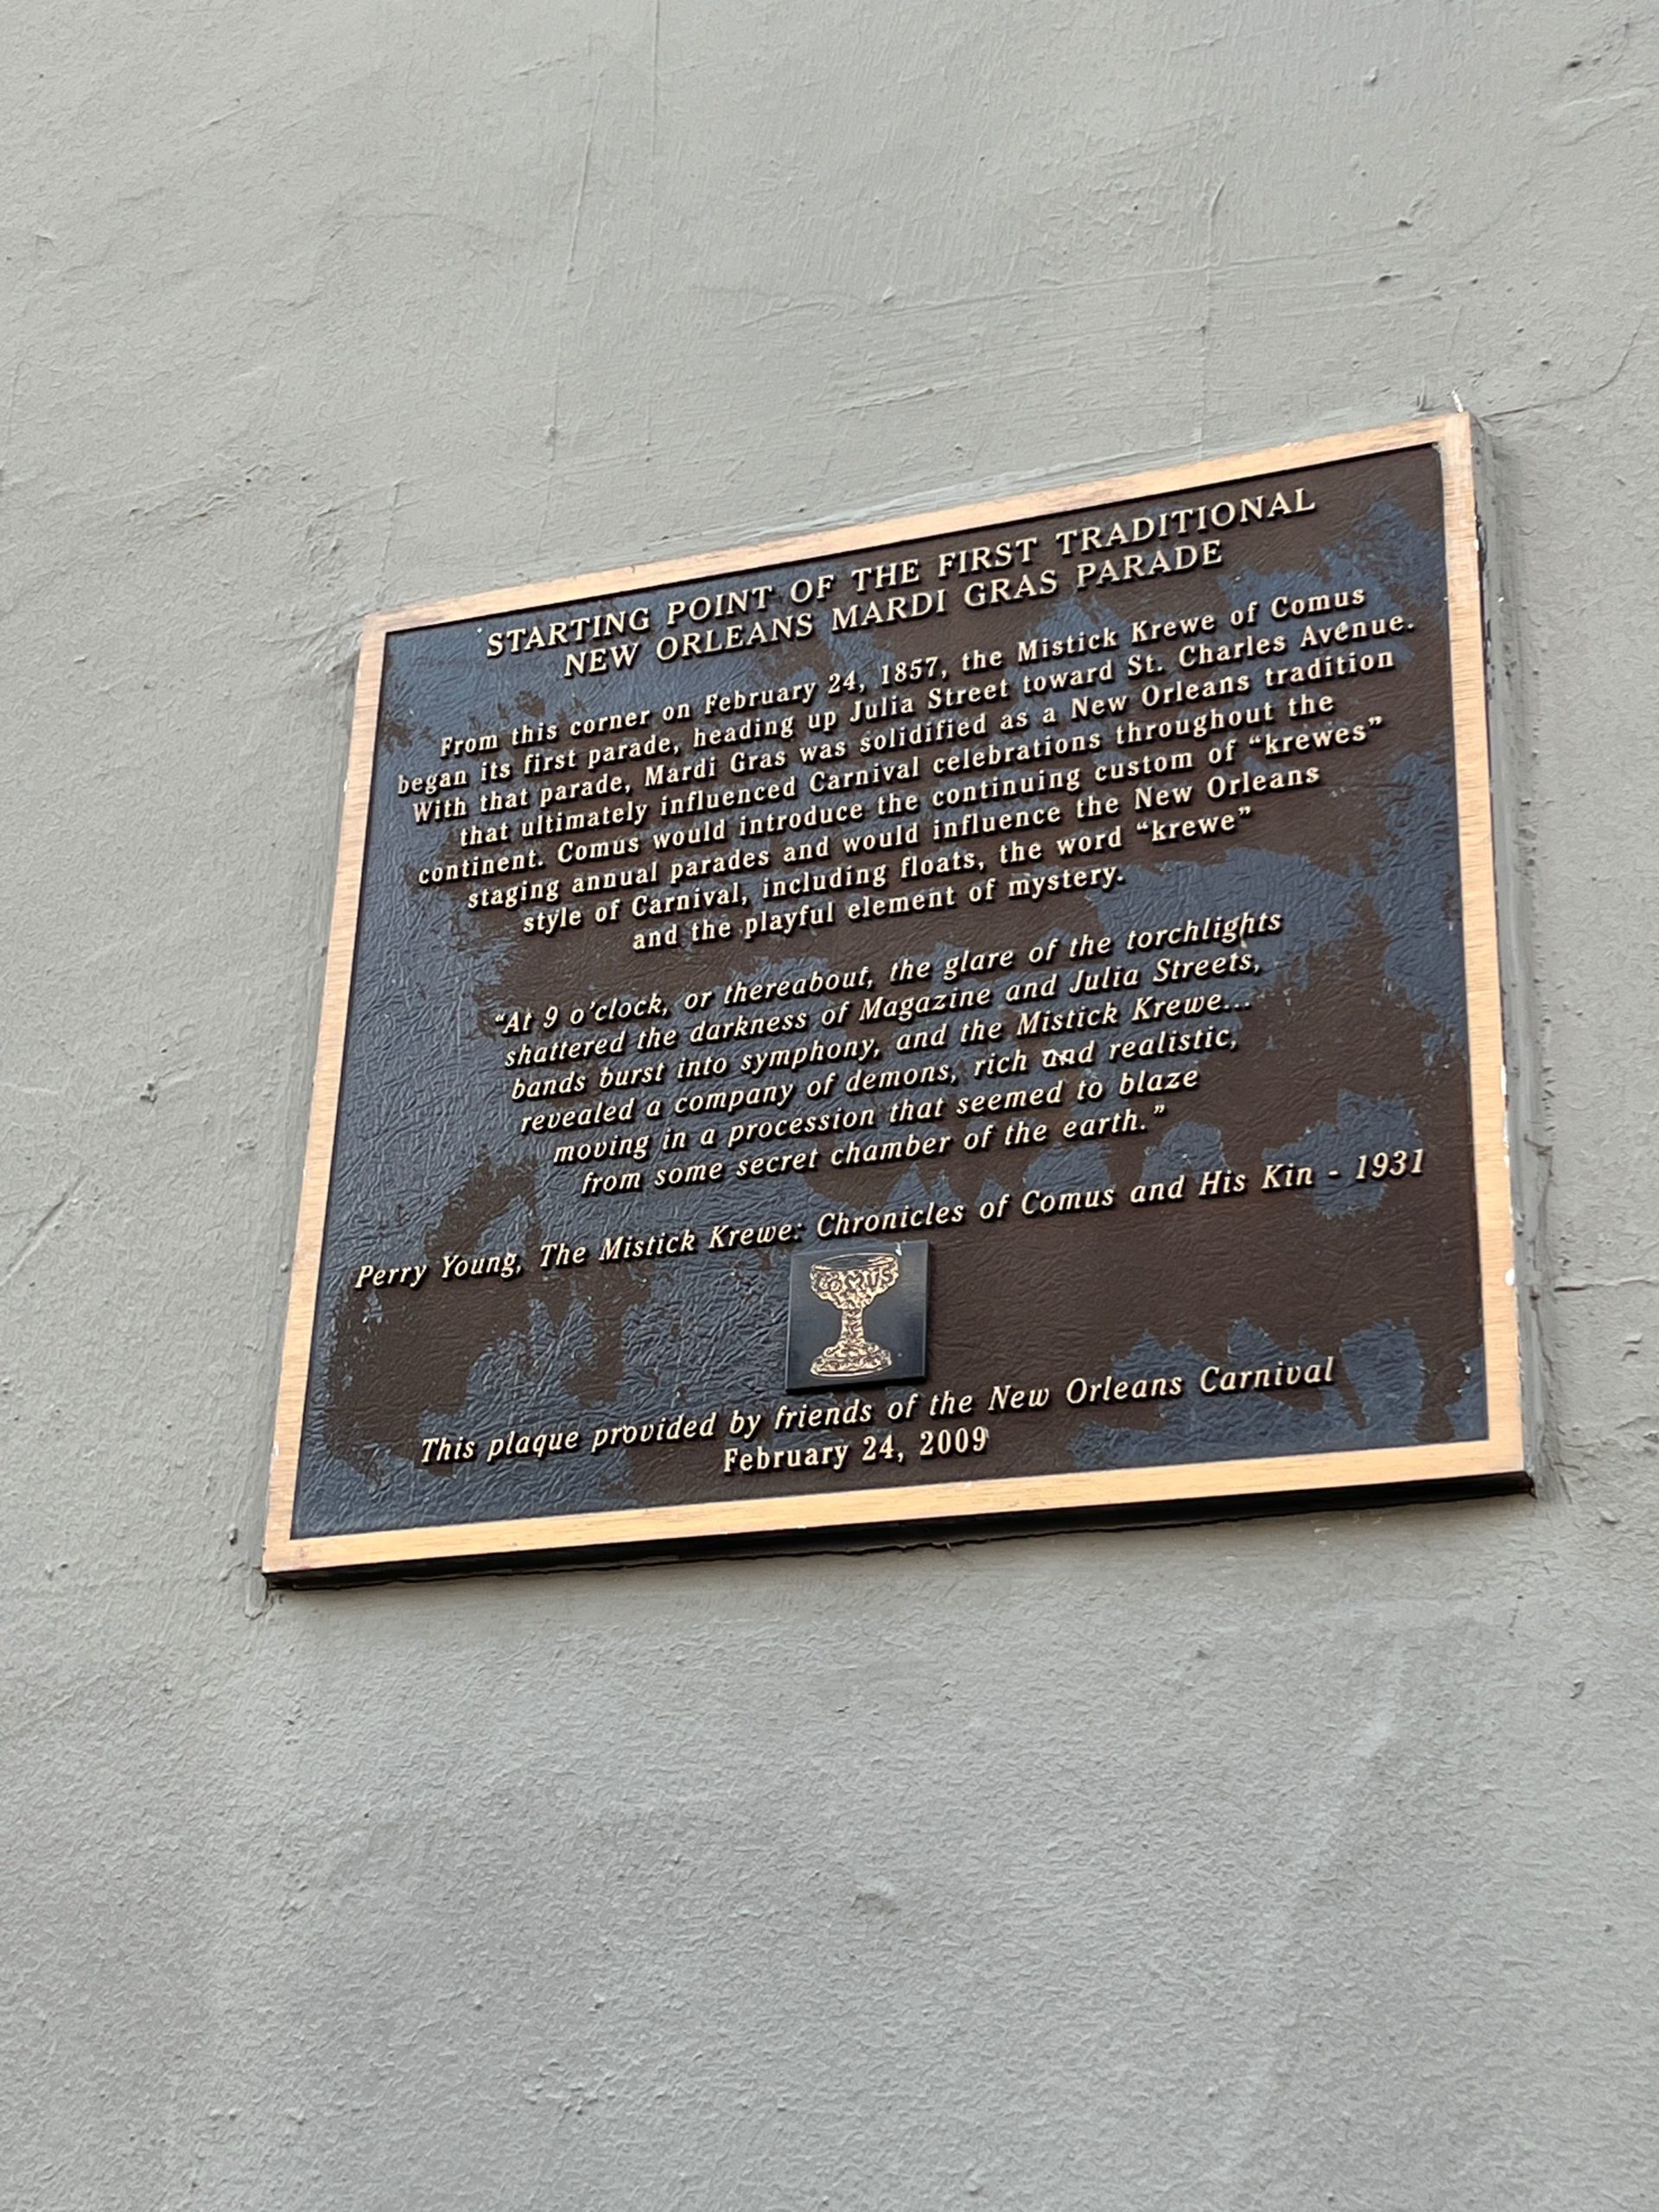 STARTING POINT OF THE FIRST TRADITIONAL
NEW ORLEANS MARDI GRAS PARADE
From this corner on February 24, 1857, the Mistick Krewe of Comus
began its first parade, heading up Julia Street toward St. Charles Avenue.
With that parade, Mardi Gras was solidified as a New Orleans tradition
that ultimately influenced Carnival celebrations throughout the
continent. Comus would introduce the continuing custom of “krewes”
staging annual parades and would influence the New Orleans
style of Carnival, including floats, the word “krewe”
and the playful element of mystery.
“At 9 o’clock, or thereabout, the glare of the torchlights
shattered the darkness of Magazine and Julia Streets,
bands burst into symphony, and the Mistick Krewe...
revealed a company of demons, rich and realistic,
moving in a procession that seemed to blaze
from some secret chamber of the earth.”
Perry Young, The Mistick Krewe: Chronicles of Comus and His Kin - 1931
COMUS
This plaque provided by friends of the New Orleans Carnival
February 24, 2009